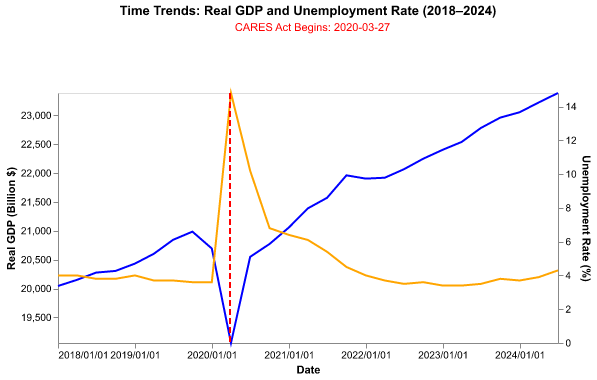 Time Trends: Real GDP and Unemployment Rate (2018–2024)
CARES Act Begins: 2020-03-27
23,000
22,500
22,000
21,500
21,000
20,500
20,000
19,500
Real GDP (Billion $)
14
12
10
8
6
4
2
0
Unemployment Rate (%)
2018/01/01 2019/01/01 2020/01/01 2021/01/01 2022/01/01 2023/01/01 2024/01/01
Date